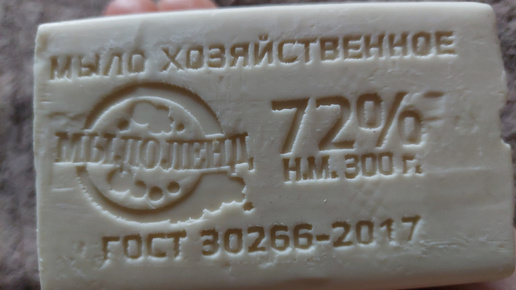 МЫЛО ХОЗЯЙСТВЕННОЕ
МЫЛОЛЕНД
72%
Н.М. 300 г.
ГОСТ 30266-2017